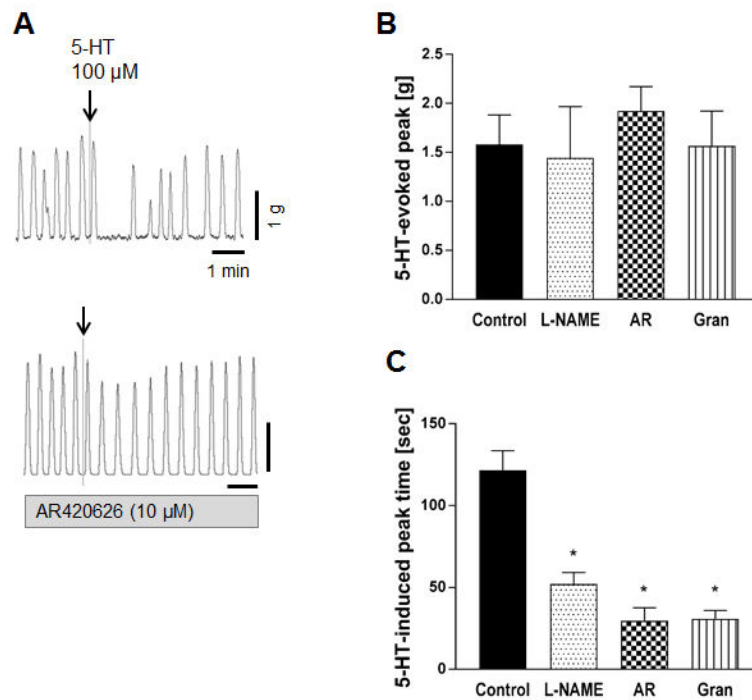 A
5-HT
100 µM
1 g
1 min
AR420626 (10 µM)
B
5-HT-evoked peak [g]
2.5
2.0
1.5
1.0
0.5
0.0
Control L-NAME AR Gran
C
5-HT-induced peak time [sec]
150
100
50
0
* * *
Control L-NAME AR Gran